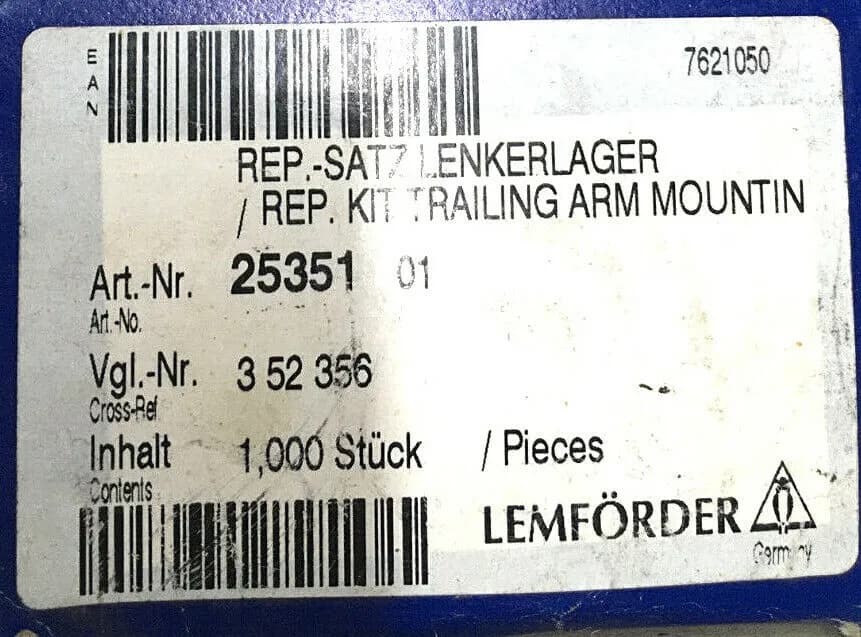 EAN
7621050
REP.-SATZ LENKERLAGER
/ REP. KIT TRAILING ARM MOUNTIN
Art.-Nr. 25351 01
Art.-No.
Vgl.-Nr. 3 52 356
Cross-Ref
Inhalt 1,000 Stück / Pieces
Contents
LEMFÖRDER
Germany